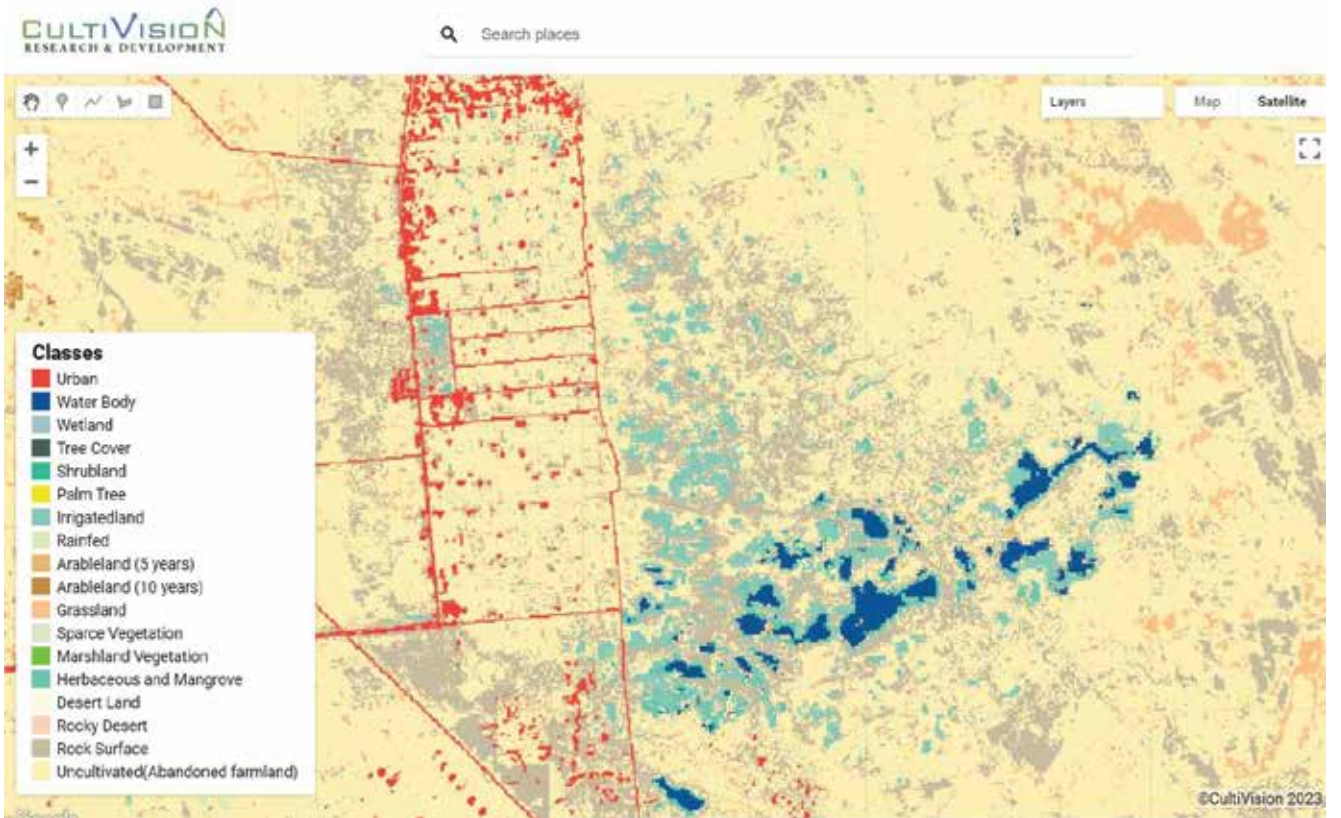 CULTIVISION
RESEARCH & DEVELOPMENT
Search places
Layers
Map
Satellite
+
−
Classes
Urban
Water Body
Wetland
Tree Cover
Shrubland
Palm Tree
Irrigatedland
Rainfed
Arableland (5 years)
Arableland (10 years)
Grassland
Sparce Vegetation
Marshland Vegetation
Herbaceous and Mangrove
Desert Land
Rocky Desert
Rock Surface
Uncultivated(Abandoned farmland)
©CultiVision 2023